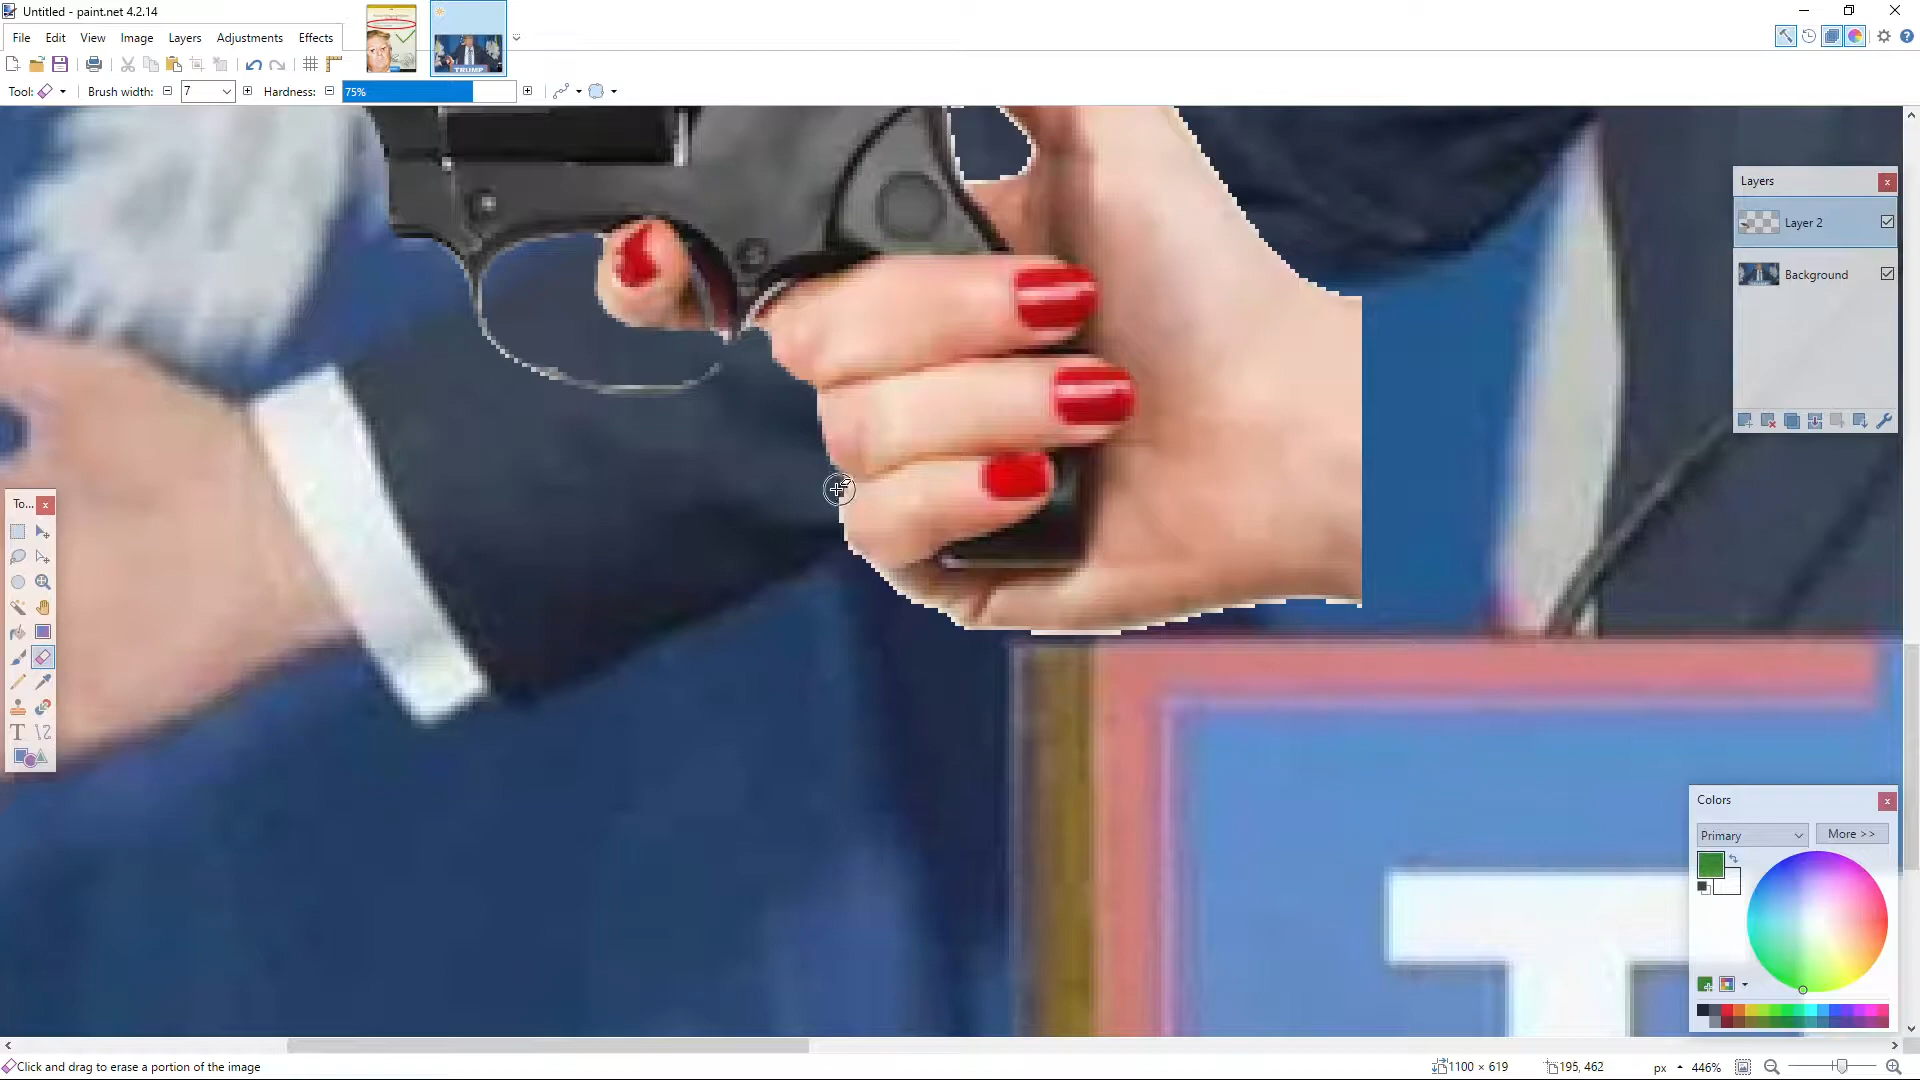 Untitled - paint.net 4.2.14
File Edit View Image Layers Adjustments Effects
Tool: Brush width: 7 Hardness: 75%
TRUMP
Layers
Layer 2
Background
To...
T
Colors
Primary More >>
T
Click and drag to erase a portion of the image 1100 × 619 195, 462 px 446%